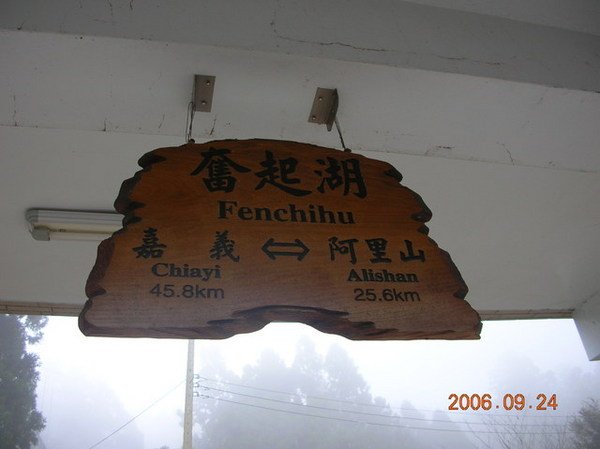 奮起湖
Fenchihu
嘉義 ⇔ 阿里山
Chiayi Alishan
45.8km 25.6km
2006.09.24